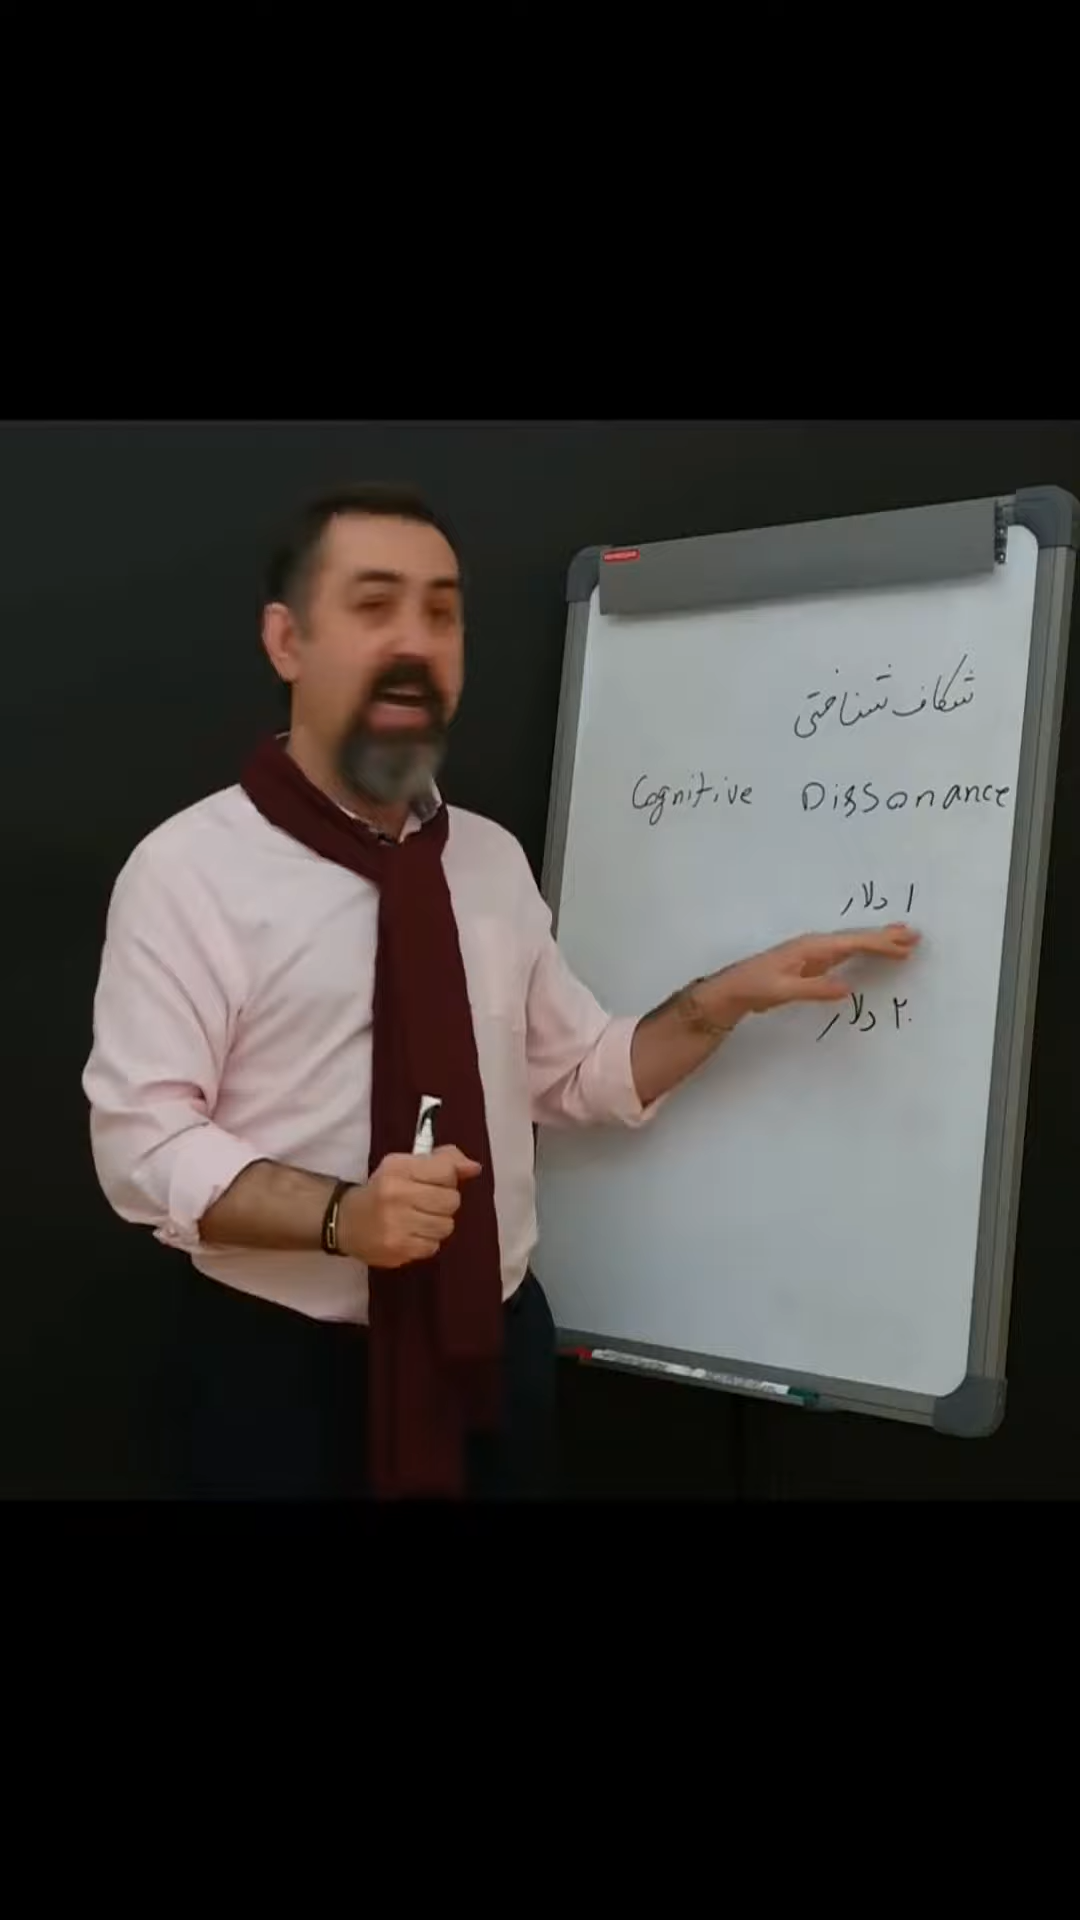 شکاف شناختی
Cognitive Dissonance
۱ دلار
۲۰ دلار